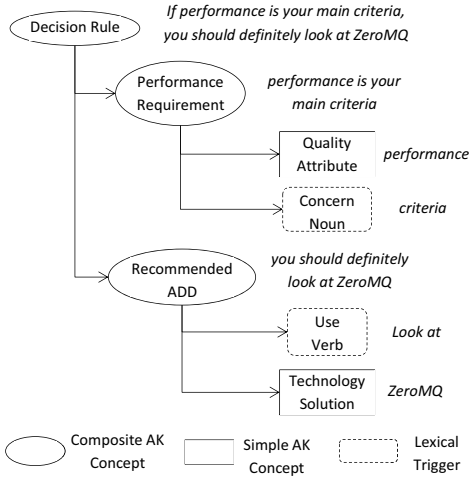 Decision Rule
If performance is your main criteria,
you should definitely look at ZeroMQ
Performance
Requirement
performance is your
main criteria
Quality
Attribute
performance
Concern
Noun
criteria
Recommended
ADD
you should definitely
look at ZeroMQ
Use
Verb
Look at
Technology
Solution
ZeroMQ
Composite AK
Concept
Simple AK
Concept
Lexical
Trigger